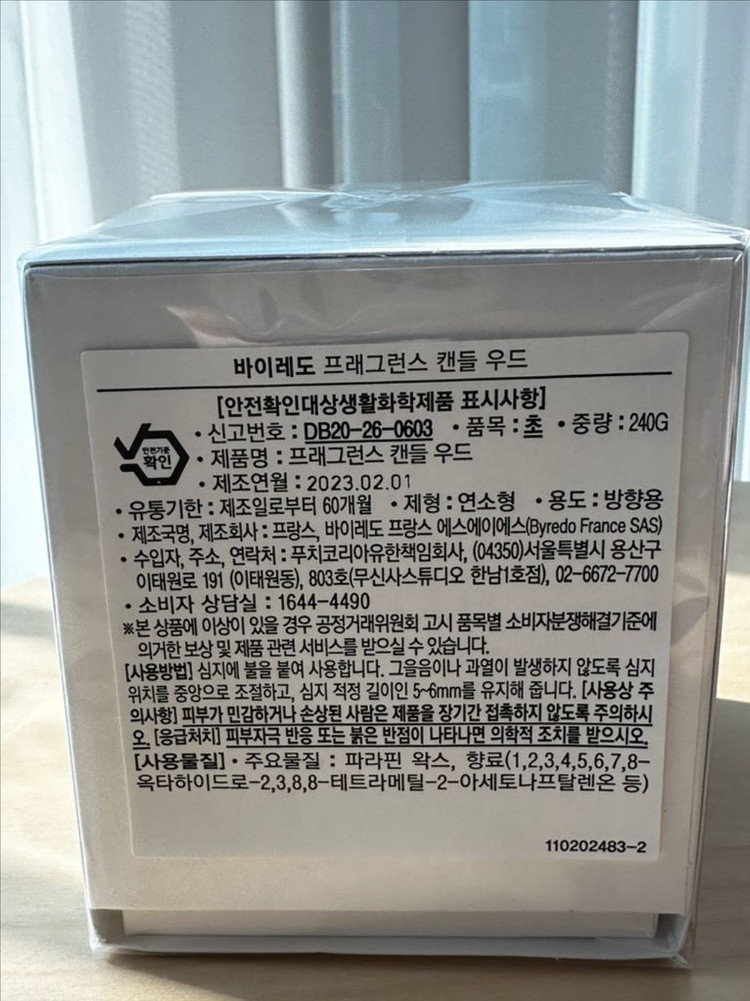 바이레도 프래그런스 캔들 우드
[안전확인대상생활화학제품 표시사항]
안전기준
확인
• 신고번호 : DB20-26-0603 • 품목 : 초 • 중량 : 240G
• 제품명 : 프래그런스 캔들 우드
• 제조연월 : 2023.02.01
• 유통기한 : 제조일로부터 60개월 • 제형 : 연소형 • 용도 : 방향용
• 제조국명, 제조회사 : 프랑스, 바이레도 프랑스 에스에이에스(Byredo France SAS)
• 수입자, 주소, 연락처 : 푸치코리아유한책임회사, (04350)서울특별시 용산구
이태원로 191 (이태원동), 803호(무신사스튜디오 한남1호점), 02-6672-7700
• 소비자 상담실 : 1644-4490
※본 상품에 이상이 있을 경우 공정거래위원회 고시 품목별 소비자분쟁해결기준에
의거한 보상 및 제품 관련 서비스를 받으실 수 있습니다.
[사용방법] 심지에 불을 붙여 사용합니다. 그을음이나 과열이 발생하지 않도록 심지
위치를 중앙으로 조절하고, 심지 적정 길이인 5~6mm를 유지해 줍니다. [사용상 주
의사항] 피부가 민감하거나 손상된 사람은 제품을 장기간 접촉하지 않도록 주의하시
오. [응급처치] 피부자극 반응 또는 붉은 반점이 나타나면 의학적 조치를 받으시오.
[사용물질] • 주요물질 : 파라핀 왁스, 향료(1,2,3,4,5,6,7,8-
옥타하이드로-2,3,8,8-테트라메틸-2-아세토나프탈렌온 등)
110202483-2